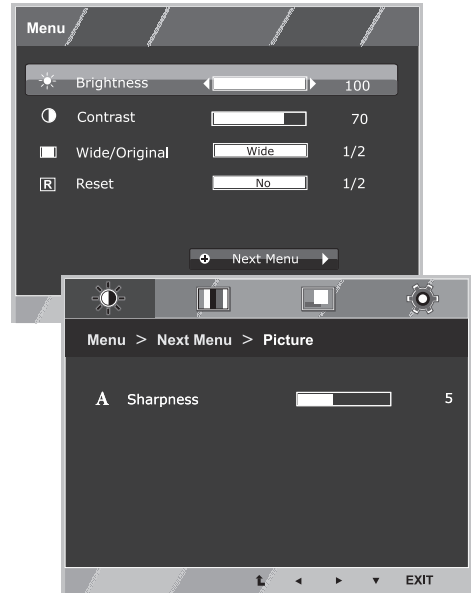 Menu
Brightness 100
Contrast 70
Wide/Original Wide 1/2
R Reset No 1/2
Next Menu
Menu > Next Menu > Picture
A Sharpness 5
EXIT